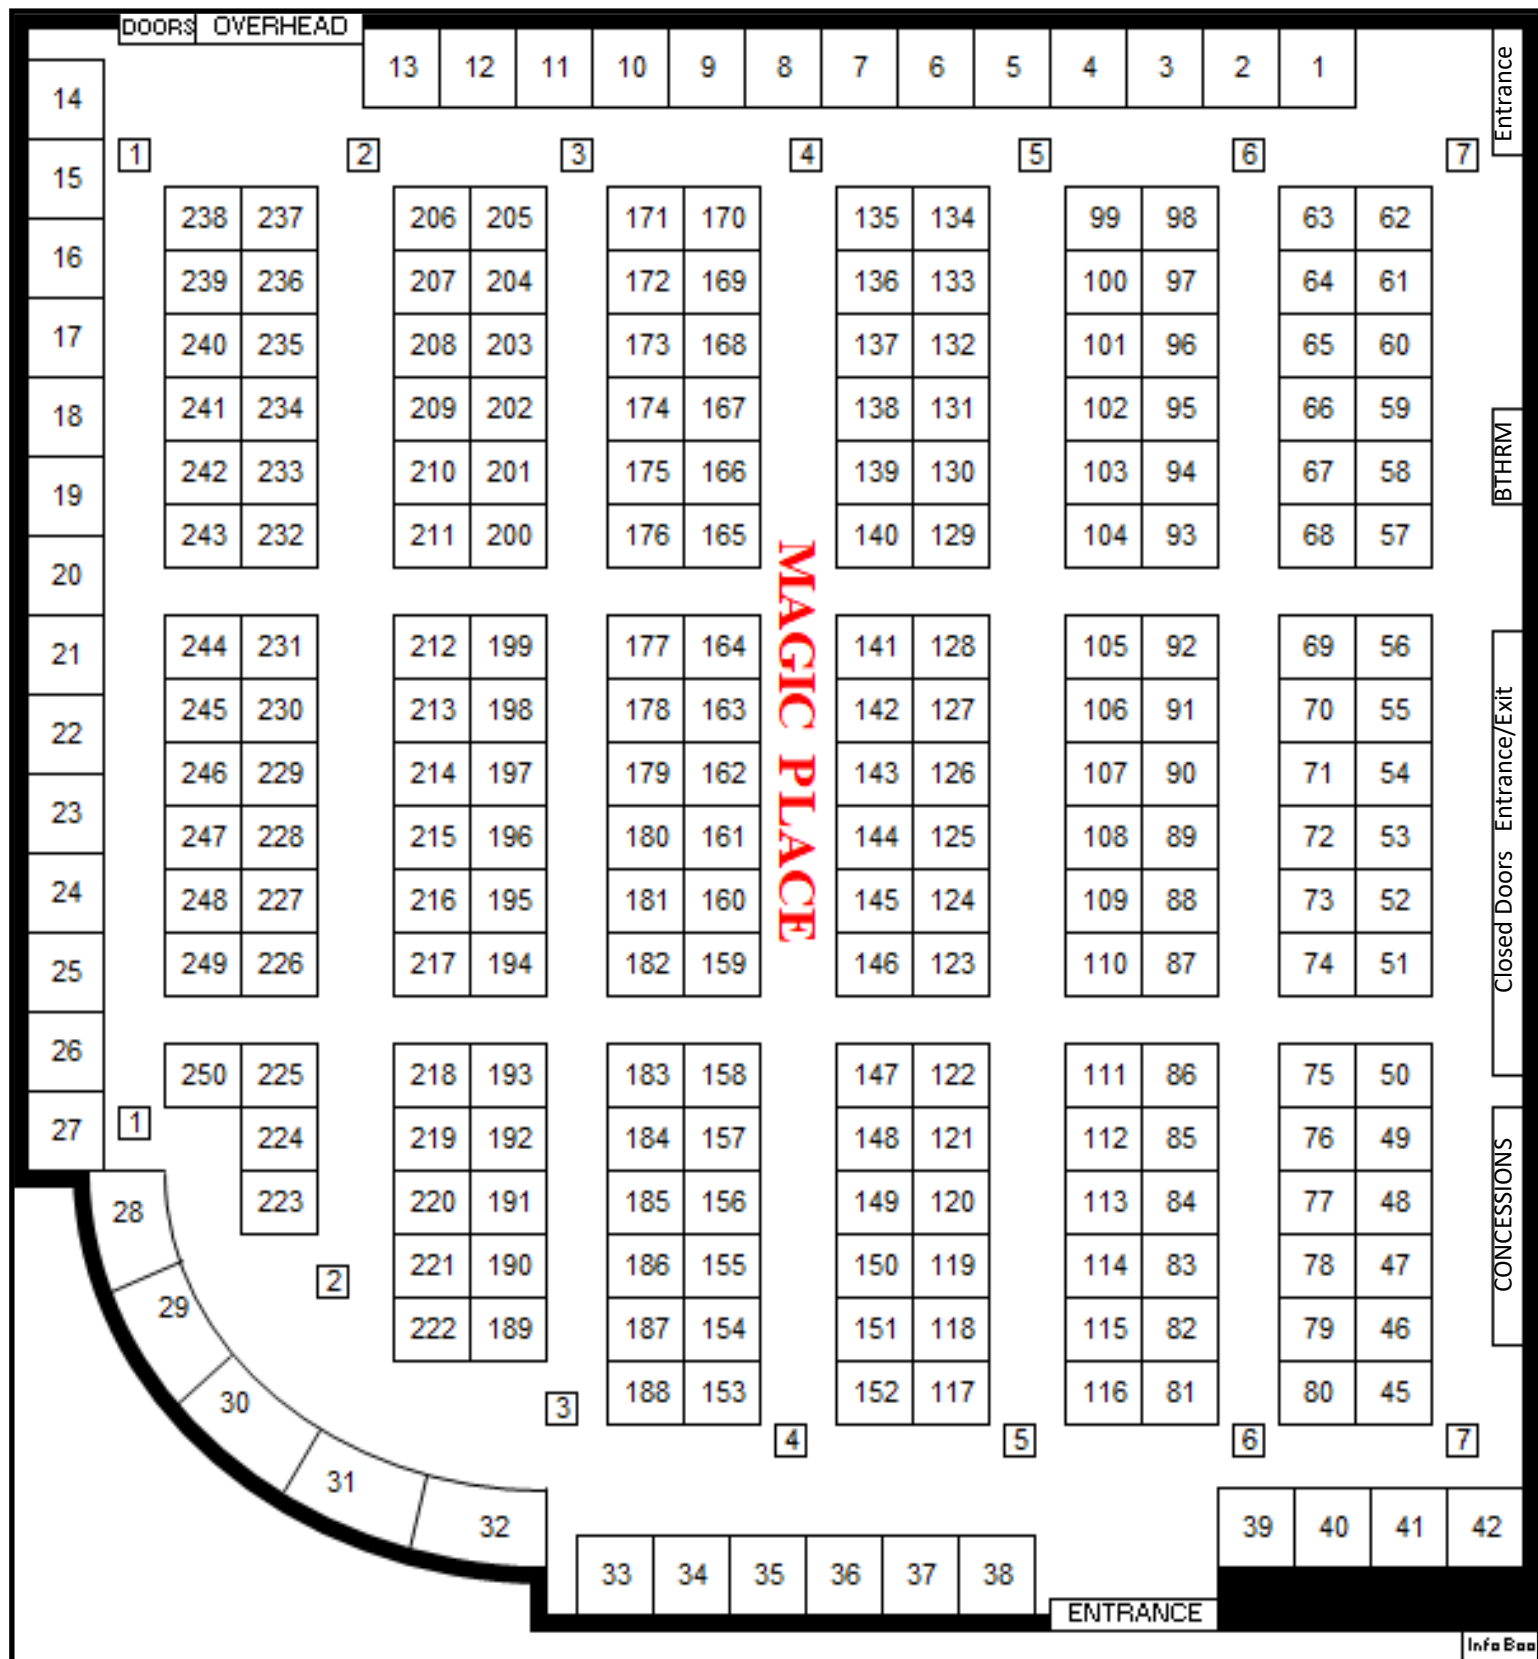 DOORS OVERHEAD
13 12 11 10 9 8 7 6 5 4 3 2 1
Entrance
14
1 2 3 4 5 6 7
15
238 237 206 205 171 170 135 134 99 98 63 62
16
239 236 207 204 172 169 136 133 100 97 64 61
17
240 235 208 203 173 168 137 132 101 96 65 60
18
241 234 209 202 174 167 138 131 102 95 66 59
BTHRM
19
242 233 210 201 175 166 139 130 103 94 67 58
243 232 211 200 176 165 140 129 104 93 68 57
20
MAGIC PLACE
21
244 231 212 199 177 164 141 128 105 92 69 56
22
245 230 213 198 178 163 142 127 106 91 70 55
246 229 214 197 179 162 143 126 107 90 71 54
Closed Doors Entrance/Exit
23
247 228 215 196 180 161 144 125 108 89 72 53
24
248 227 216 195 181 160 145 124 109 88 73 52
25
249 226 217 194 182 159 146 123 110 87 74 51
26
250 225 218 193 183 158 147 122 111 86 75 50
27
1
224 219 192 184 157 148 121 112 85 76 49
28
223 220 191 185 156 149 120 113 84 77 48
CONCESSIONS
2
221 190 186 155 150 119 114 83 78 47
29
222 189 187 154 151 118 115 82 79 46
30
3
188 153 152 117 116 81 80 45
4 5 6 7
31
32
39 40 41 42
33 34 35 36 37 38
ENTRANCE